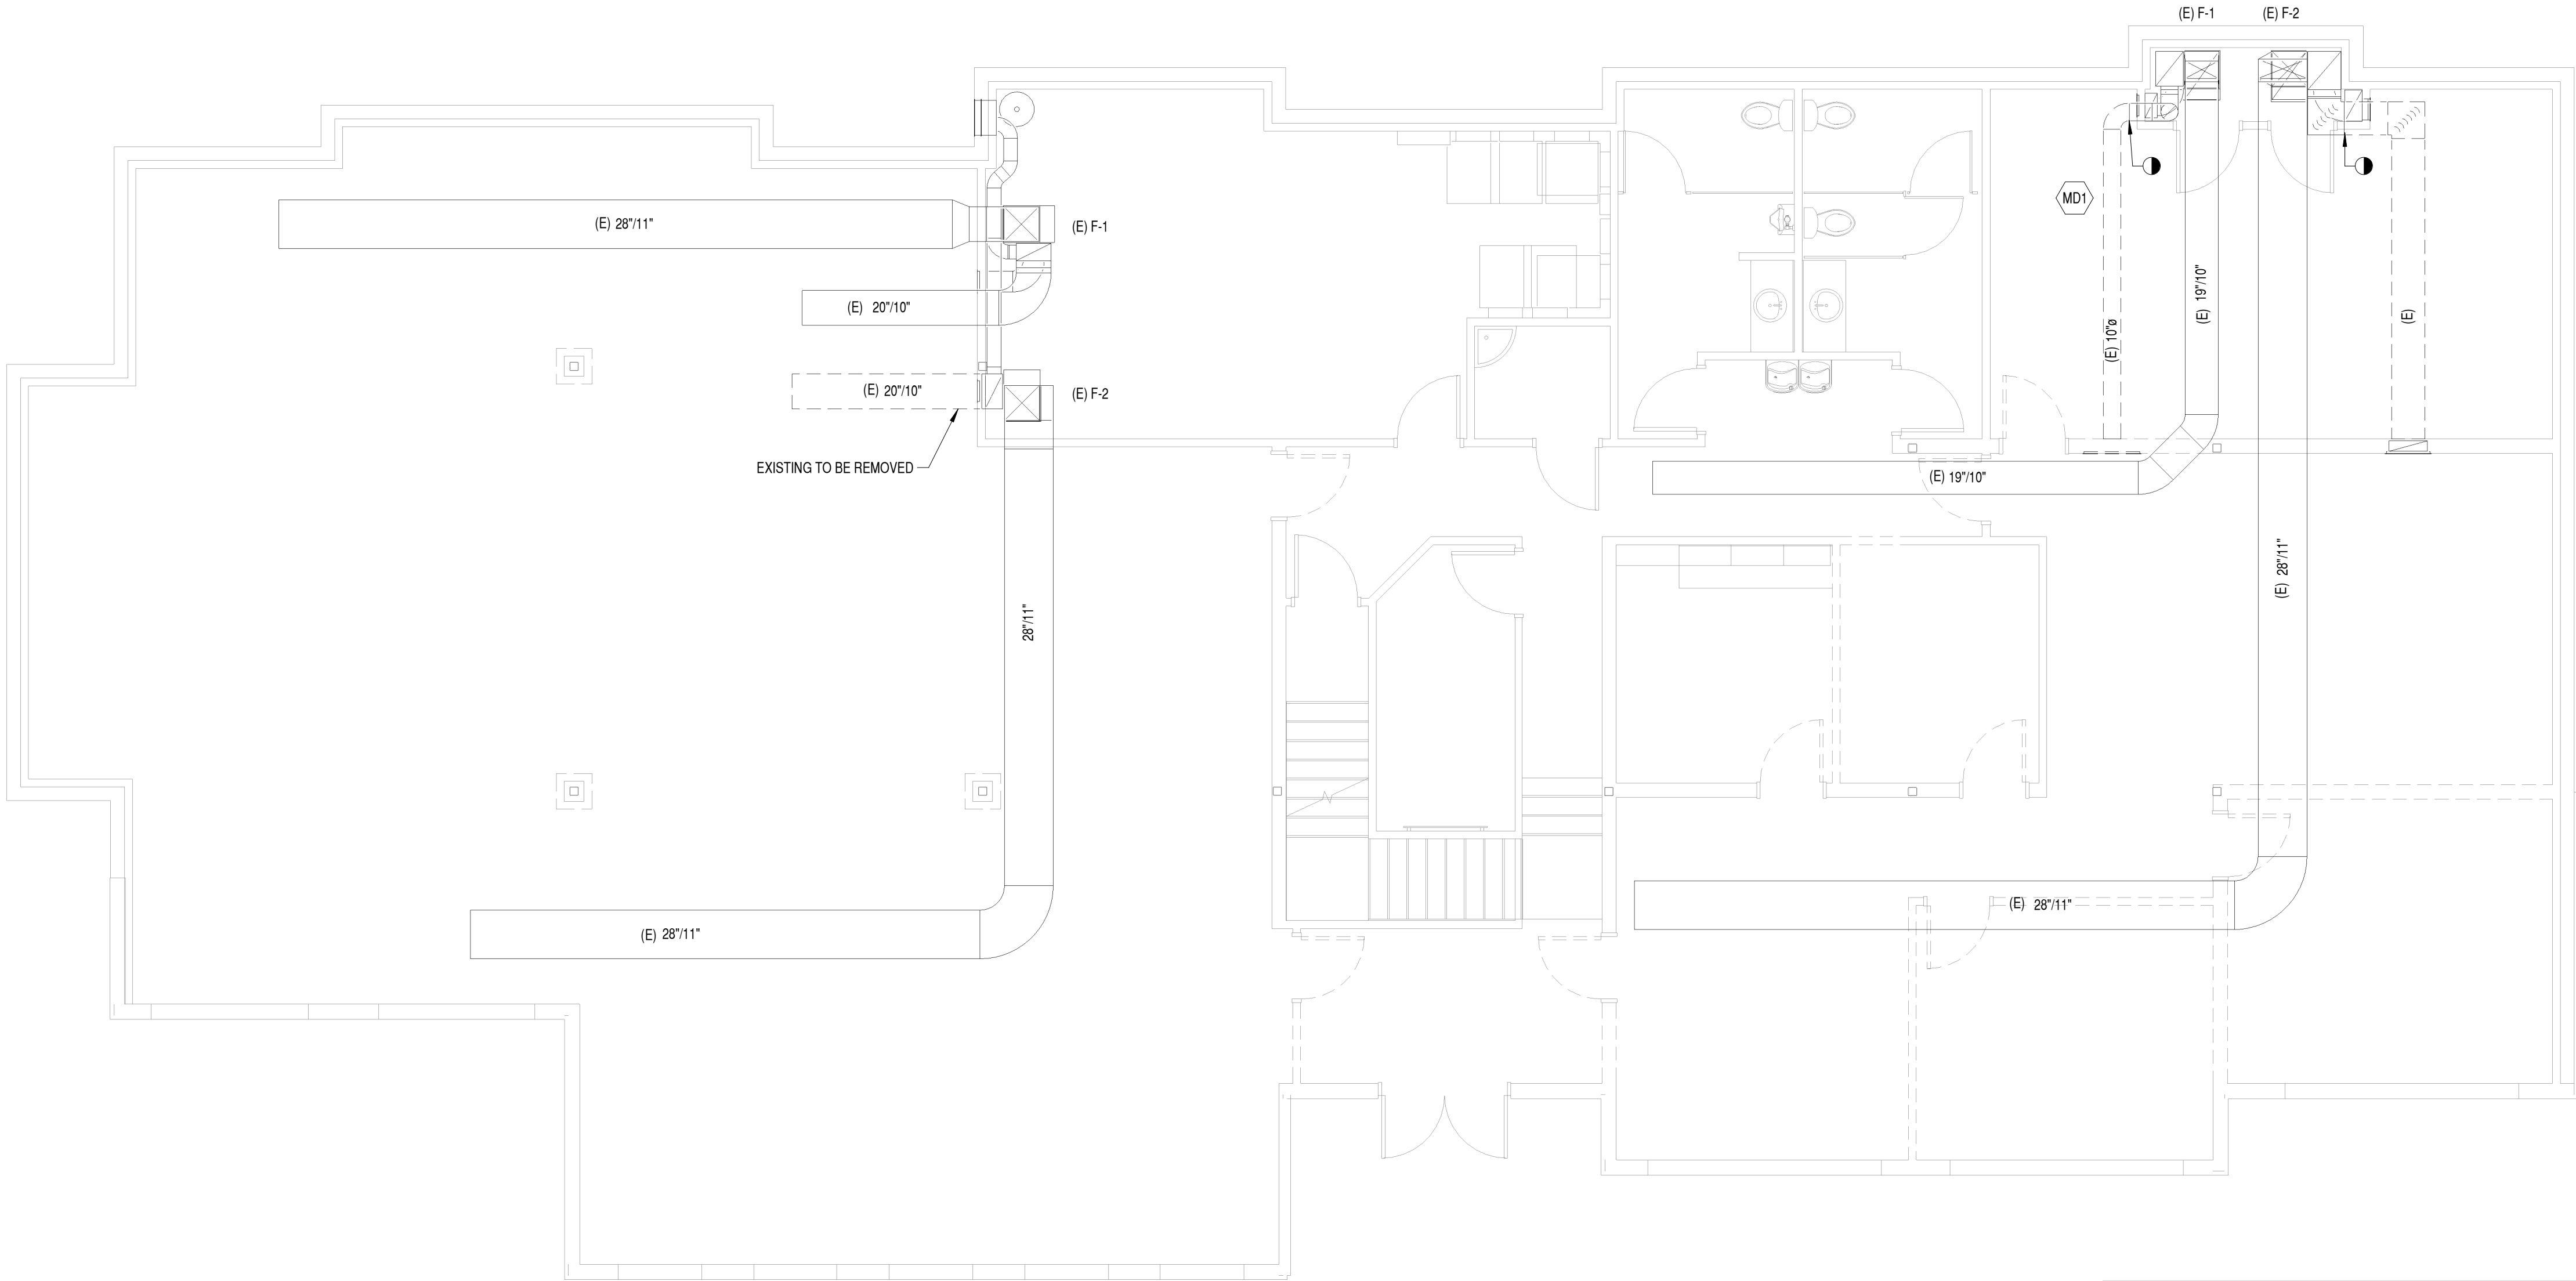 (E) F-1
(E) F-2
MD1
(E) 28"/11"
(E) F-1
(E) 20"/10"
(E) 10"ø
(E) 19"/10"
(E)
(E) 20"/10"
(E) F-2
EXISTING TO BE REMOVED
(E) 19"/10"
28"/11"
(E) 28"/11"
(E) 28"/11"
(E) 28"/11"